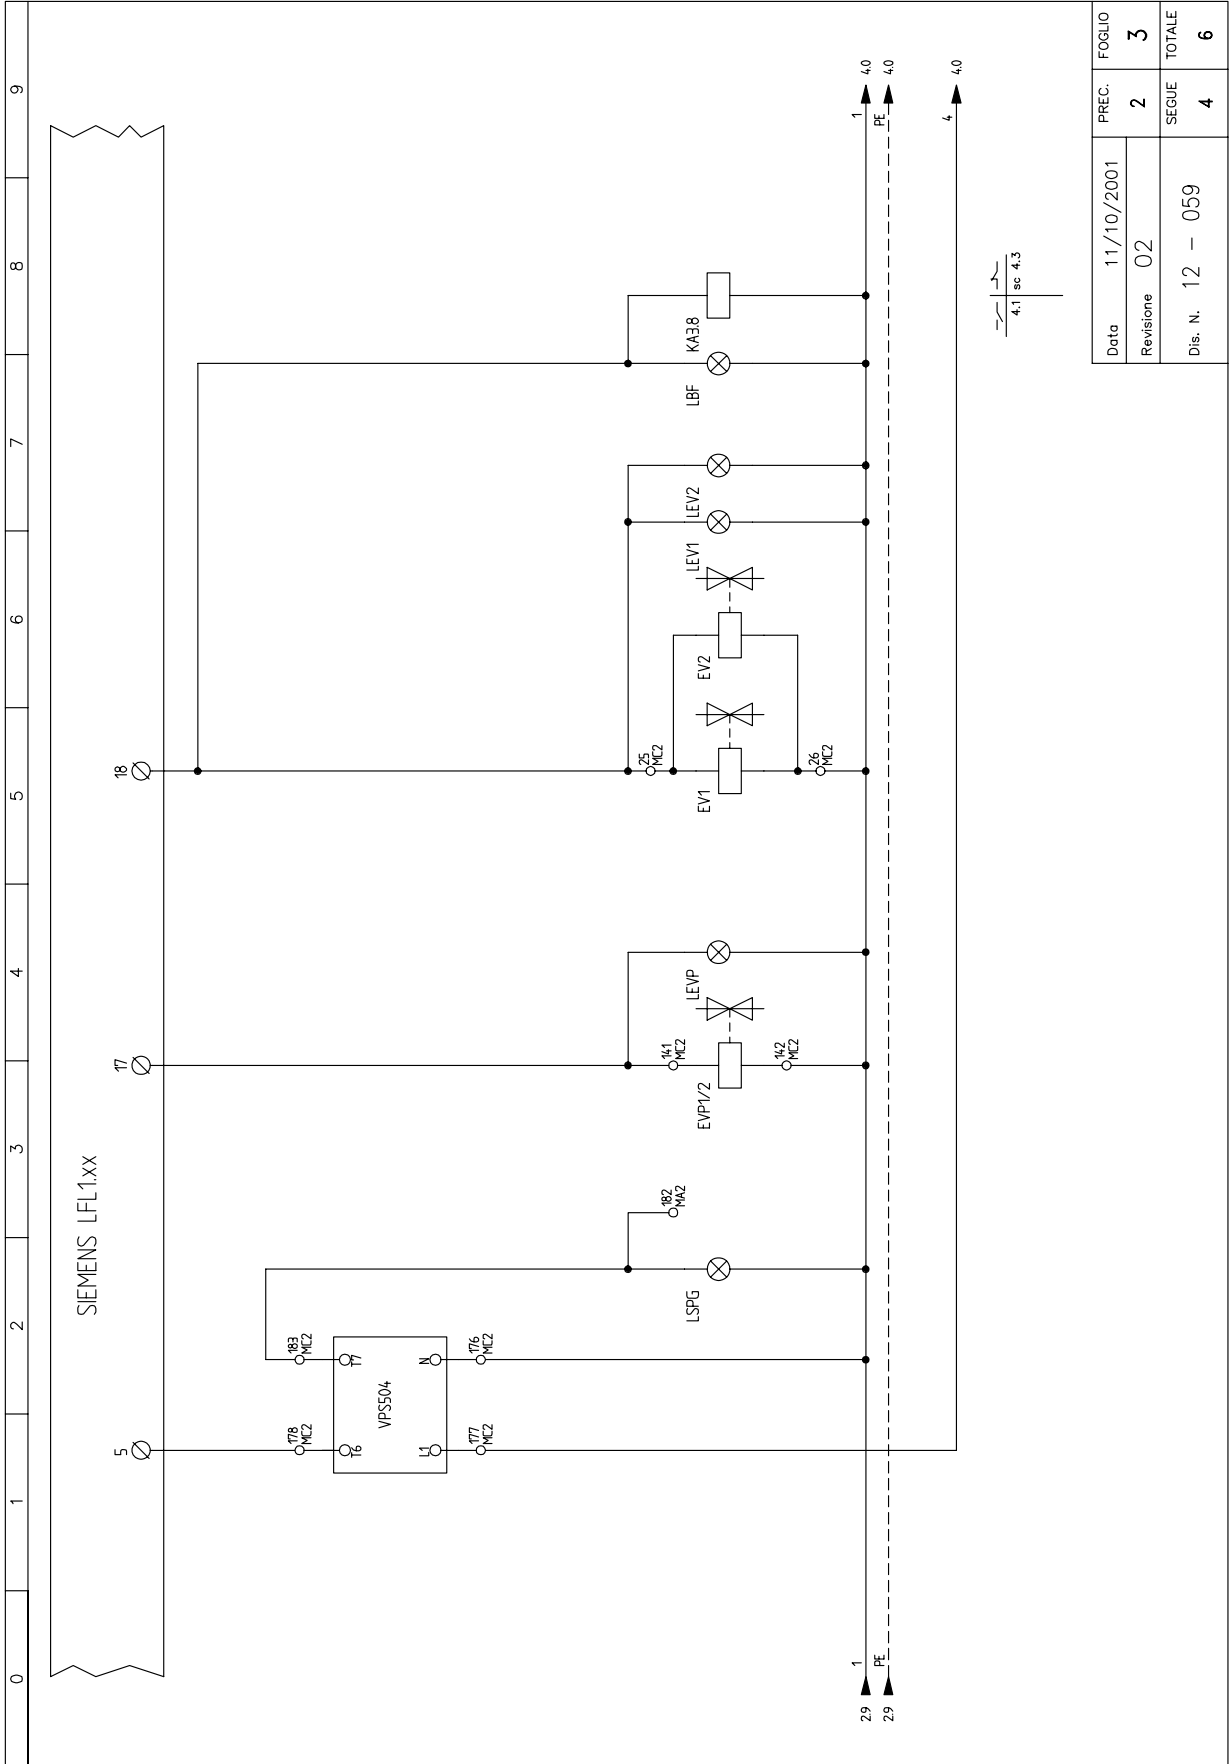 0 1 2 3 4 5 6 7 8 9
SIEMENS LFL1.xx
5 17 18
178
MC2
183
MC2
T6
T7
VPS504
L1
N
177
MC2
176
MC2
182
MA2
LSPG
141
MC2
EVP1/2
142
MC2
LEVP
25
MC2
EV1
26
MC2
EV2
LEV1
LEV2
LBF
KA3.8
2.9 1
2.9 PE
1 4.0
PE 4.0
4 4.0
4.1 sc 4.3
Data 11/10/2001
Revisione 02
Dis. N. 12 - 059
PREC. FOGLIO
2 3
SEGUE TOTALE
4 6